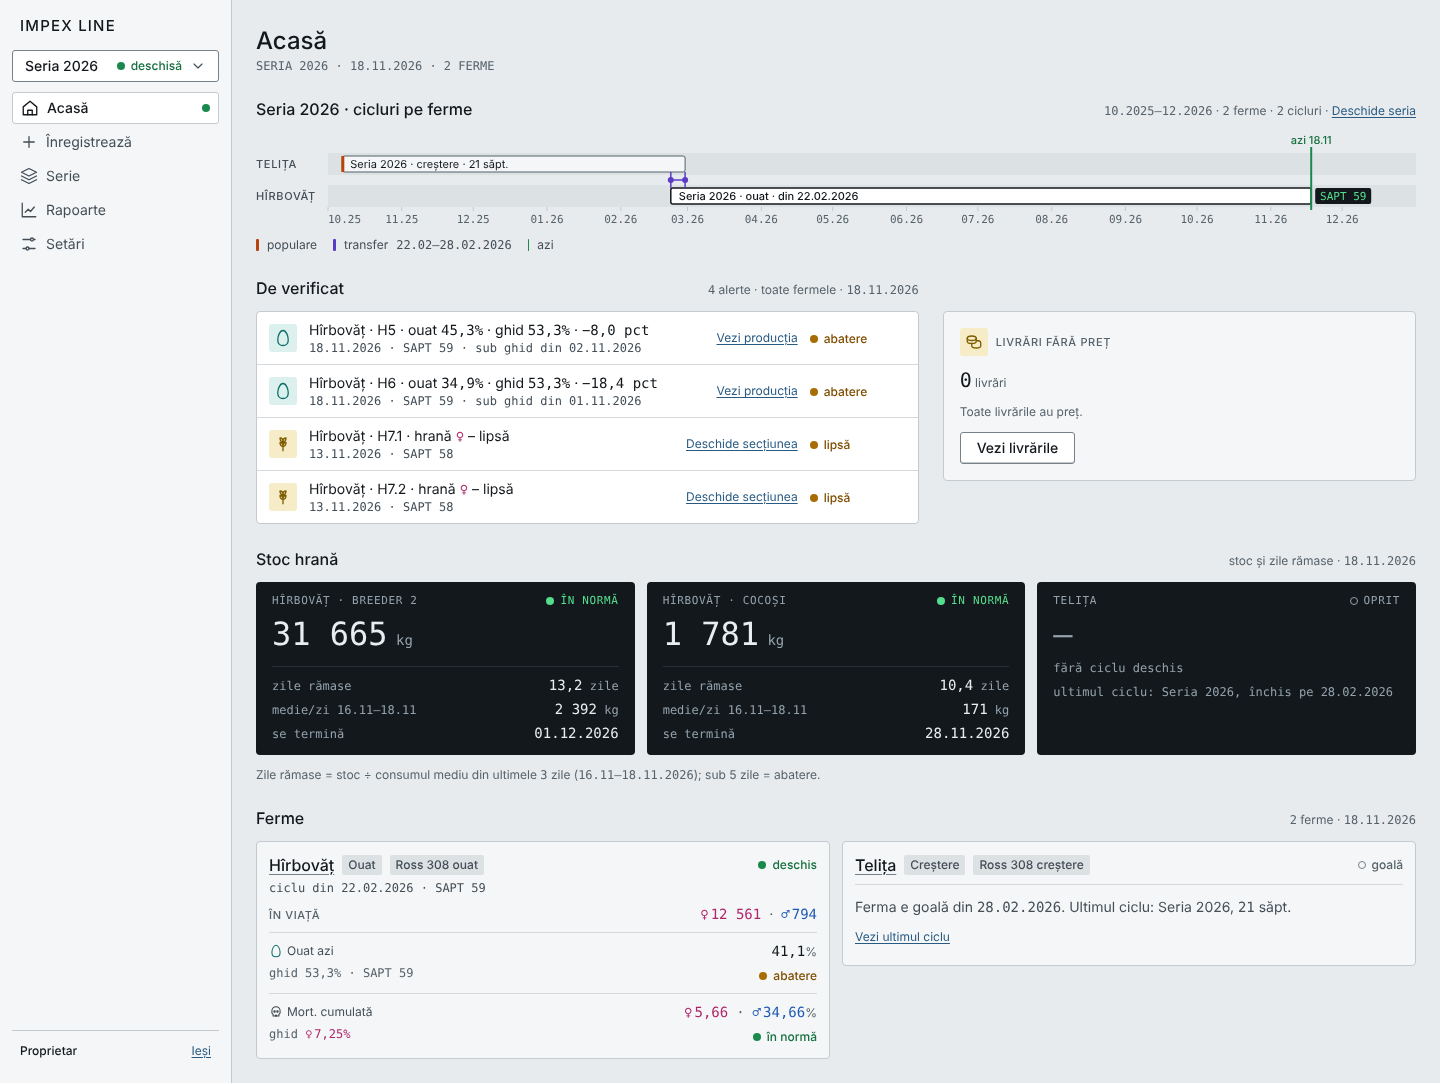 IMPEX LINE
Seria 2026 deschisă
Acasă
Înregistrează
Serie
Rapoarte
Setări
Proprietar Ieși
Acasă
SERIA 2026 · 18.11.2026 · 2 FERME
Seria 2026 · cicluri pe ferme
10.2025–12.2026 · 2 ferme · 2 cicluri · Deschide seria
azi 18.11
TELIȚA Seria 2026 · creștere · 21 săpt.
HÎRBOVĂȚ Seria 2026 · ouat · din 22.02.2026 SAPT 59
10.25 11.25 12.25 01.26 02.26 03.26 04.26 05.26 06.26 07.26 08.26 09.26 10.26 11.26 12.26
populare transfer 22.02–28.02.2026 azi
De verificat 4 alerte · toate fermele · 18.11.2026
Hîrbovăț · H5 · ouat 45,3% · ghid 53,3% · −8,0 pct Vezi producția abatere
18.11.2026 · SAPT 59 · sub ghid din 02.11.2026
Hîrbovăț · H6 · ouat 34,9% · ghid 53,3% · −18,4 pct Vezi producția abatere
18.11.2026 · SAPT 59 · sub ghid din 01.11.2026
Hîrbovăț · H7.1 · hrană ♀ – lipsă Deschide secțiunea lipsă
13.11.2026 · SAPT 58
Hîrbovăț · H7.2 · hrană ♀ – lipsă Deschide secțiunea lipsă
13.11.2026 · SAPT 58
LIVRĂRI FĂRĂ PREȚ
0 livrări
Toate livrările au preț.
Vezi livrările
Stoc hrană stoc și zile rămase · 18.11.2026
HÎRBOVĂȚ · BREEDER 2 ÎN NORMĂ
31 665 kg
zile rămase 13,2 zile
medie/zi 16.11–18.11 2 392 kg
se termină 01.12.2026
HÎRBOVĂȚ · COCOȘI ÎN NORMĂ
1 781 kg
zile rămase 10,4 zile
medie/zi 16.11–18.11 171 kg
se termină 28.11.2026
TELIȚA OPRIT
—
fără ciclu deschis
ultimul ciclu: Seria 2026, închis pe 28.02.2026
Zile rămase = stoc ÷ consumul mediu din ultimele 3 zile (16.11–18.11.2026); sub 5 zile = abatere.
Ferme 2 ferme · 18.11.2026
Hîrbovăț Ouat Ross 308 ouat deschis
ciclu din 22.02.2026 · SAPT 59
ÎN VIAȚĂ ♀12 561 · ♂794
Ouat azi 41,1%
ghid 53,3% · SAPT 59 abatere
Mort. cumulată ♀5,66 · ♂34,66%
ghid ♀7,25% în normă
Telița Creștere Ross 308 creștere goală
Ferma e goală din 28.02.2026. Ultimul ciclu: Seria 2026, 21 săpt.
Vezi ultimul ciclu